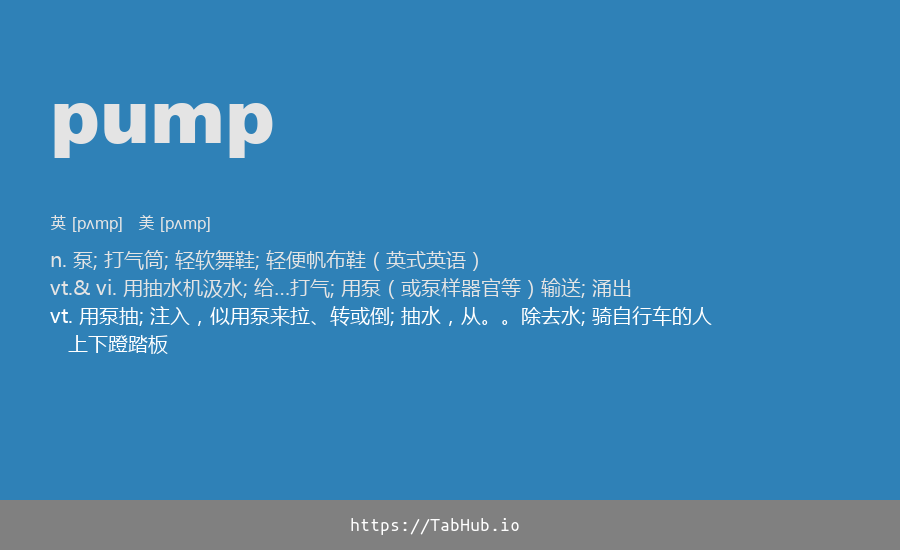 pump
英 [pʌmp] 美 [pʌmp]
n. 泵; 打气筒; 轻软舞鞋; 轻便帆布鞋（英式英语）
vt.& vi. 用抽水机汲水; 给…打气; 用泵（或泵样器官等）输送; 涌出
vt. 用泵抽; 注入，似用泵来拉、转或倒; 抽水，从。。除去水; 骑自行车的人
上下蹬踏板
https://TabHub.io